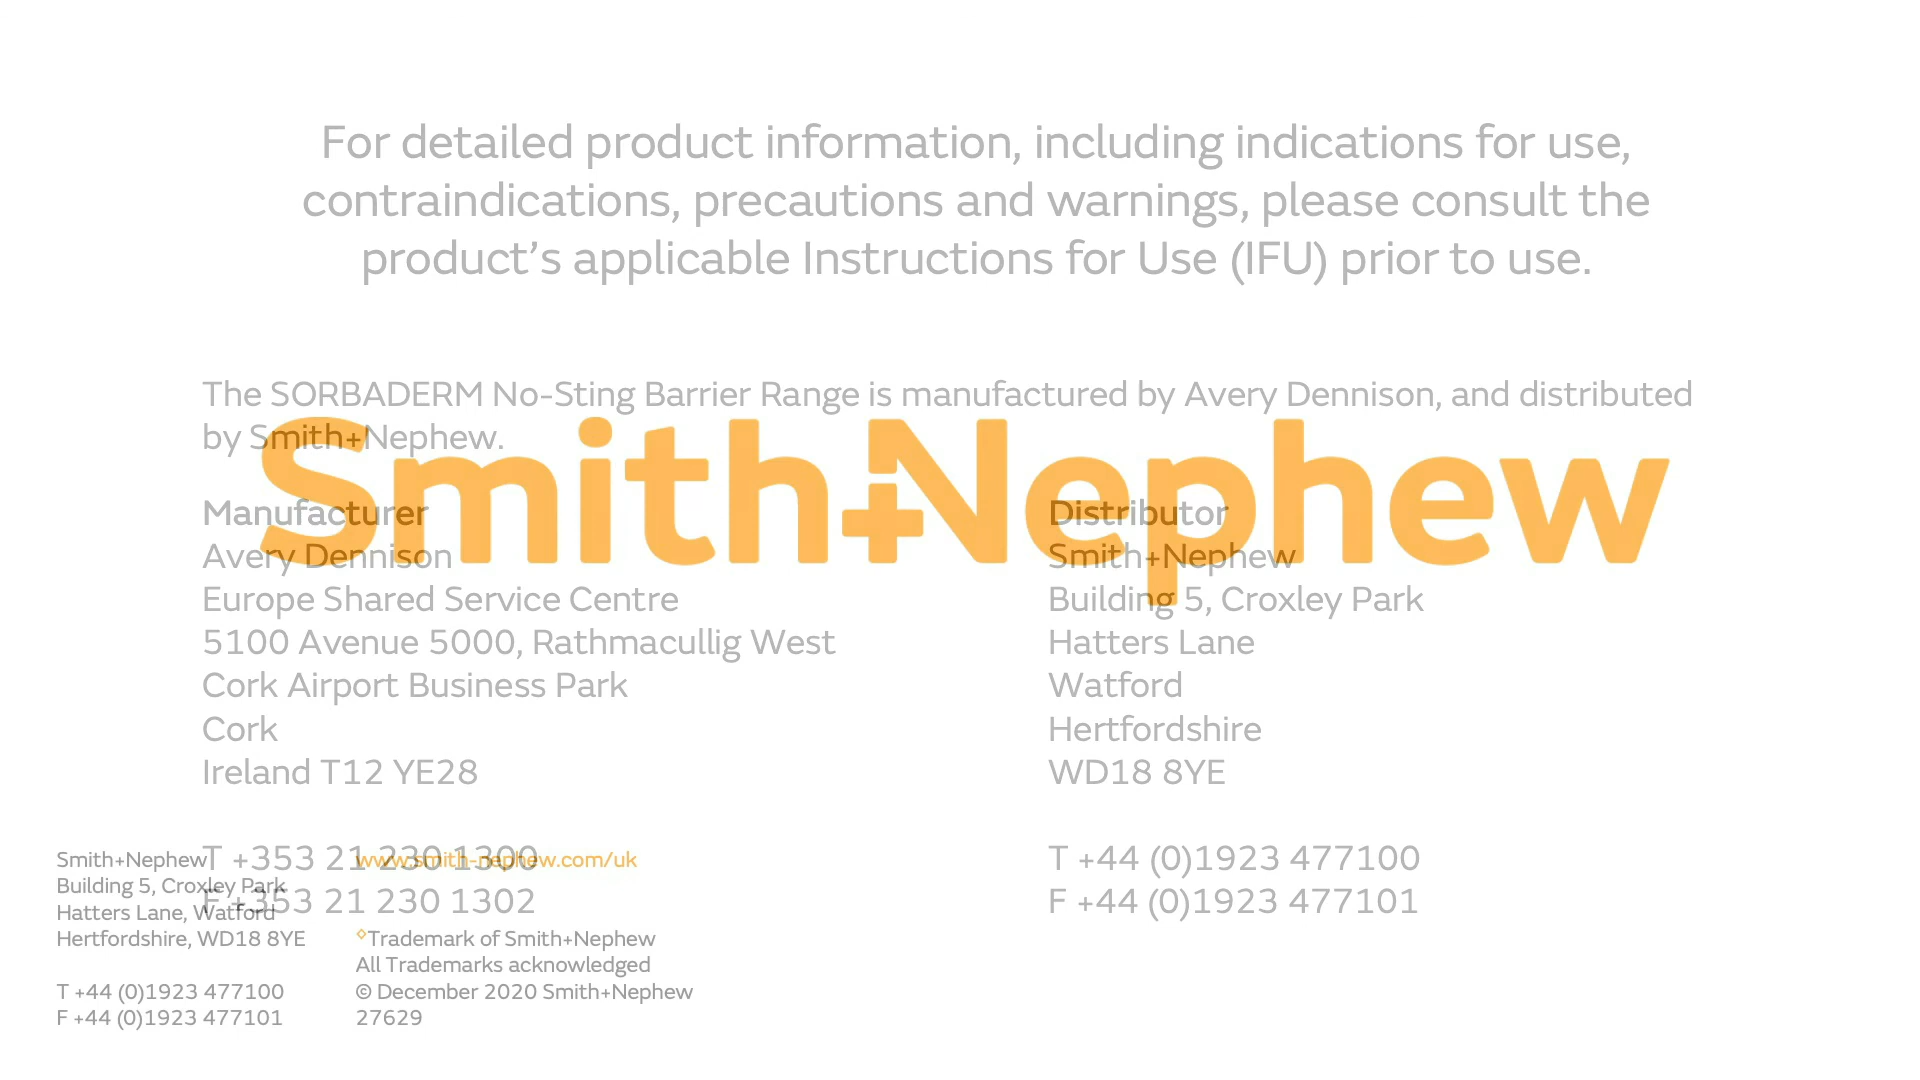 For detailed product information, including indications for use,
contraindications, precautions and warnings, please consult the
product’s applicable Instructions for Use (IFU) prior to use.
The SORBADERM No-Sting Barrier Range is manufactured by Avery Dennison, and distributed
by Smith+Nephew.
Smith+Nephew
Manufacturer
Avery Dennison
Europe Shared Service Centre
5100 Avenue 5000, Rathmacullig West
Cork Airport Business Park
Cork
Ireland T12 YE28
T +353 21 230 1300
F +353 21 230 1302
Distributor
Smith+Nephew
Building 5, Croxley Park
Hatters Lane
Watford
Hertfordshire
WD18 8YE
T +44 (0)1923 477100
F +44 (0)1923 477101
Smith+Nephew
Building 5, Croxley Park
Hatters Lane, Watford
Hertfordshire, WD18 8YE
T +44 (0)1923 477100
F +44 (0)1923 477101
www.smith-nephew.com/uk
◊Trademark of Smith+Nephew
All Trademarks acknowledged
© December 2020 Smith+Nephew
27629